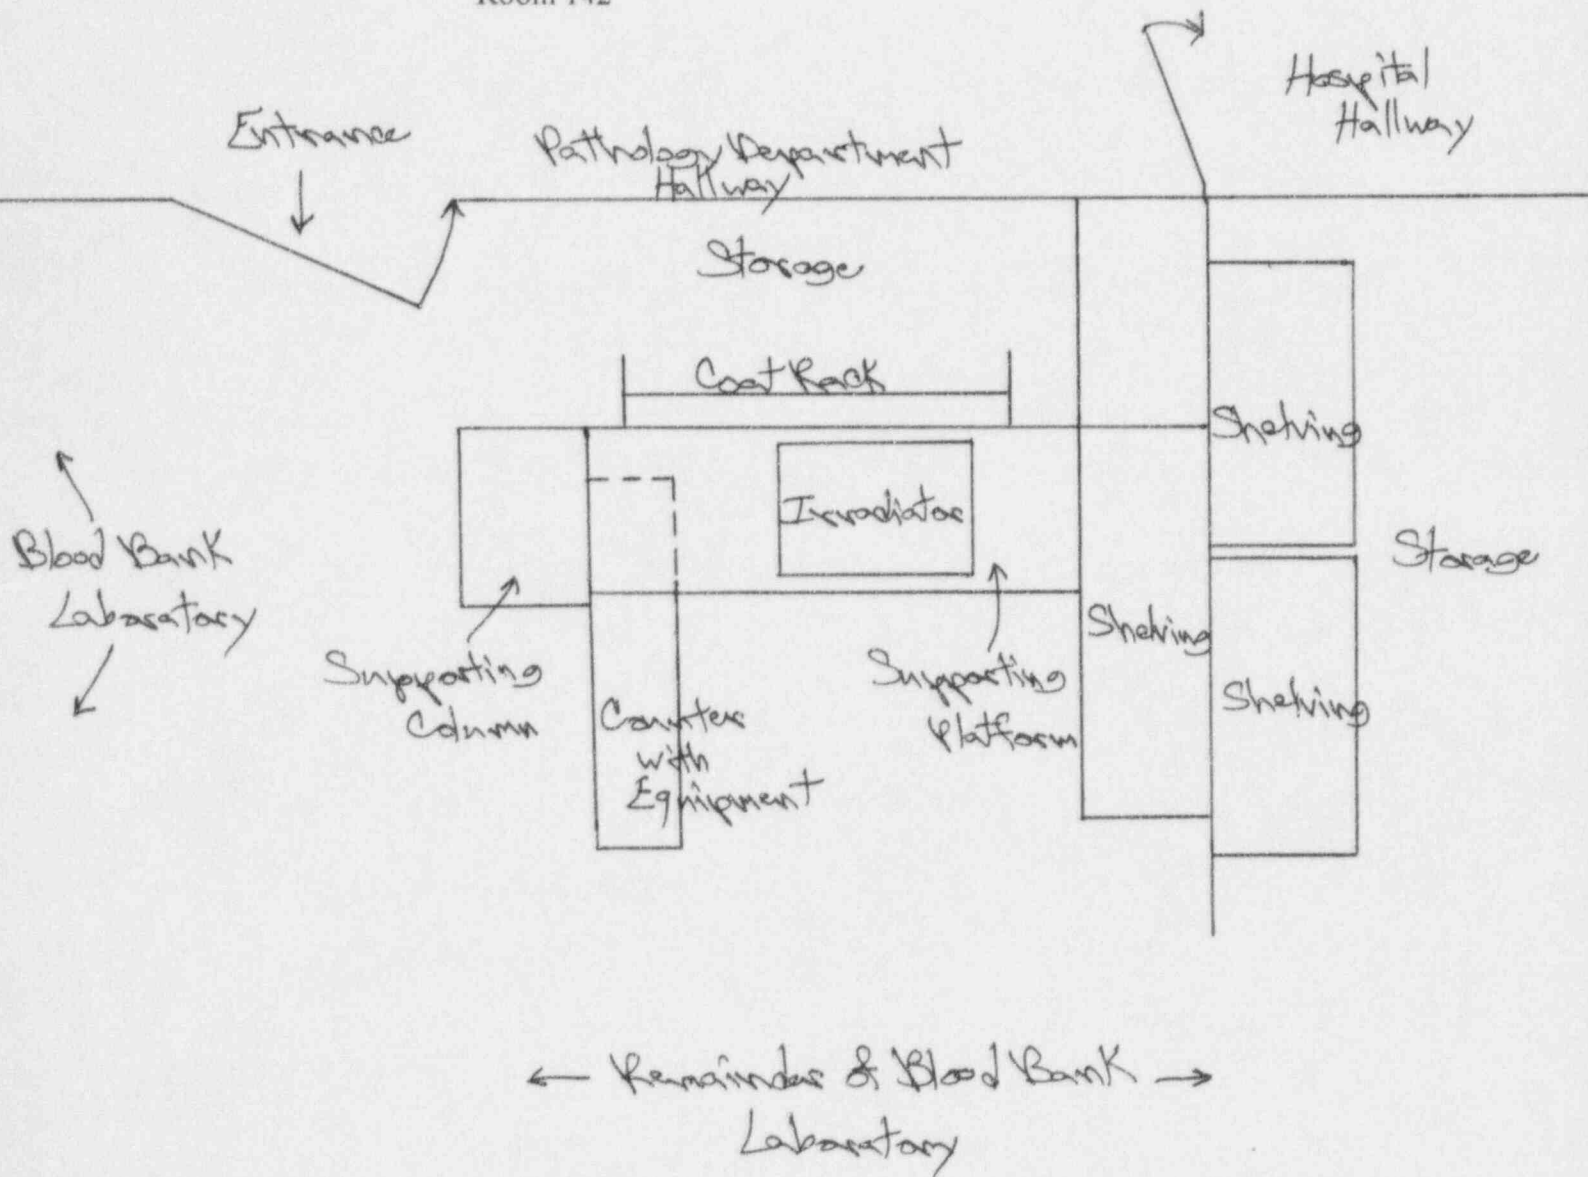 Room 142
Hospital
Hallway
Entrance
Pathology Department
Hallway
Storage
Coat Rack
Shelving
Irradiator
Storage
Blood Bank
Laboratory
Shelving
Supporting
Column
Supporting
Platform
Shelving
Counter
with
Equipment
← Remainder of Blood Bank →
Laboratory